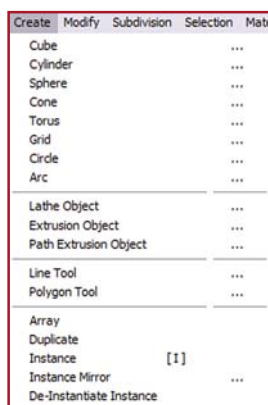 Create Modify Subdivision Selection Mat
Cube ...
Cylinder ...
Sphere ...
Cone ...
Torus ...
Grid ...
Circle ...
Arc ...
Lathe Object ...
Extrusion Object ...
Path Extrusion Object ...
Line Tool ...
Polygon Tool ...
Array
Duplicate
Instance [I]
Instance Mirror ...
De-Instantiate Instance